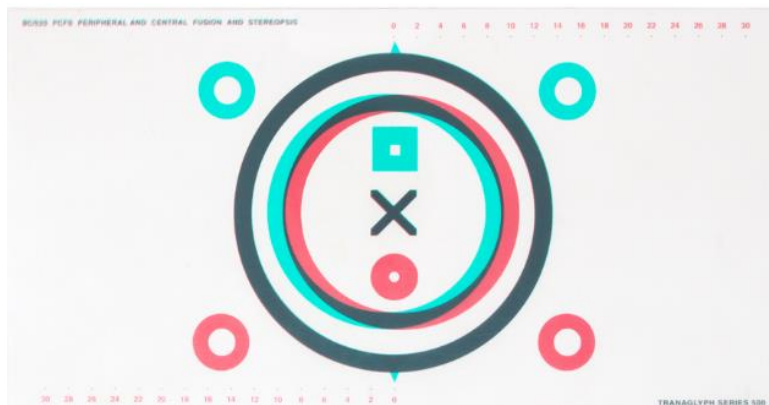 PCFS PERIPHERAL AND CENTRAL FUSION AND STEREOPSIS
0 2 4 6 8 10 12 14 16 18 20 22 24 26 28 30
30 28 26 24 22 20 18 16 14 12 10 8 6 4 2 0
TRANAGLYPH SERIES 500